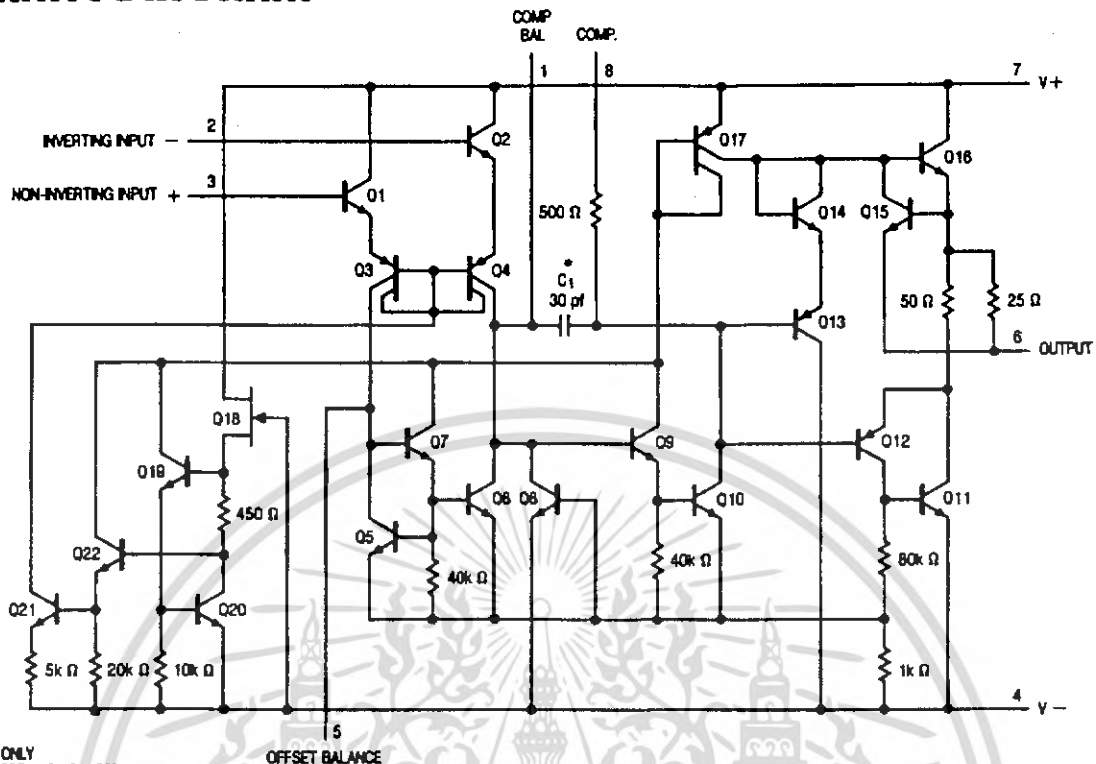 COMP
BAL
COMP.
1
8
7
V+
INVERTING INPUT −
2
Q2
Q17
Q16
NON-INVERTING INPUT +
3
Q1
500 Ω
Q14
Q15
Q3
Q4
*
C1
30 pf
Q13
50 Ω
25 Ω
6
OUTPUT
Q18
Q7
Q9
Q12
Q19
450 Ω
Q6
Q8
Q10
Q11
Q22
Q5
40k Ω
40k Ω
80k Ω
Q21
Q20
5k Ω
20k Ω
10k Ω
1k Ω
4
V−
5
ONLY
OFFSET BALANCE